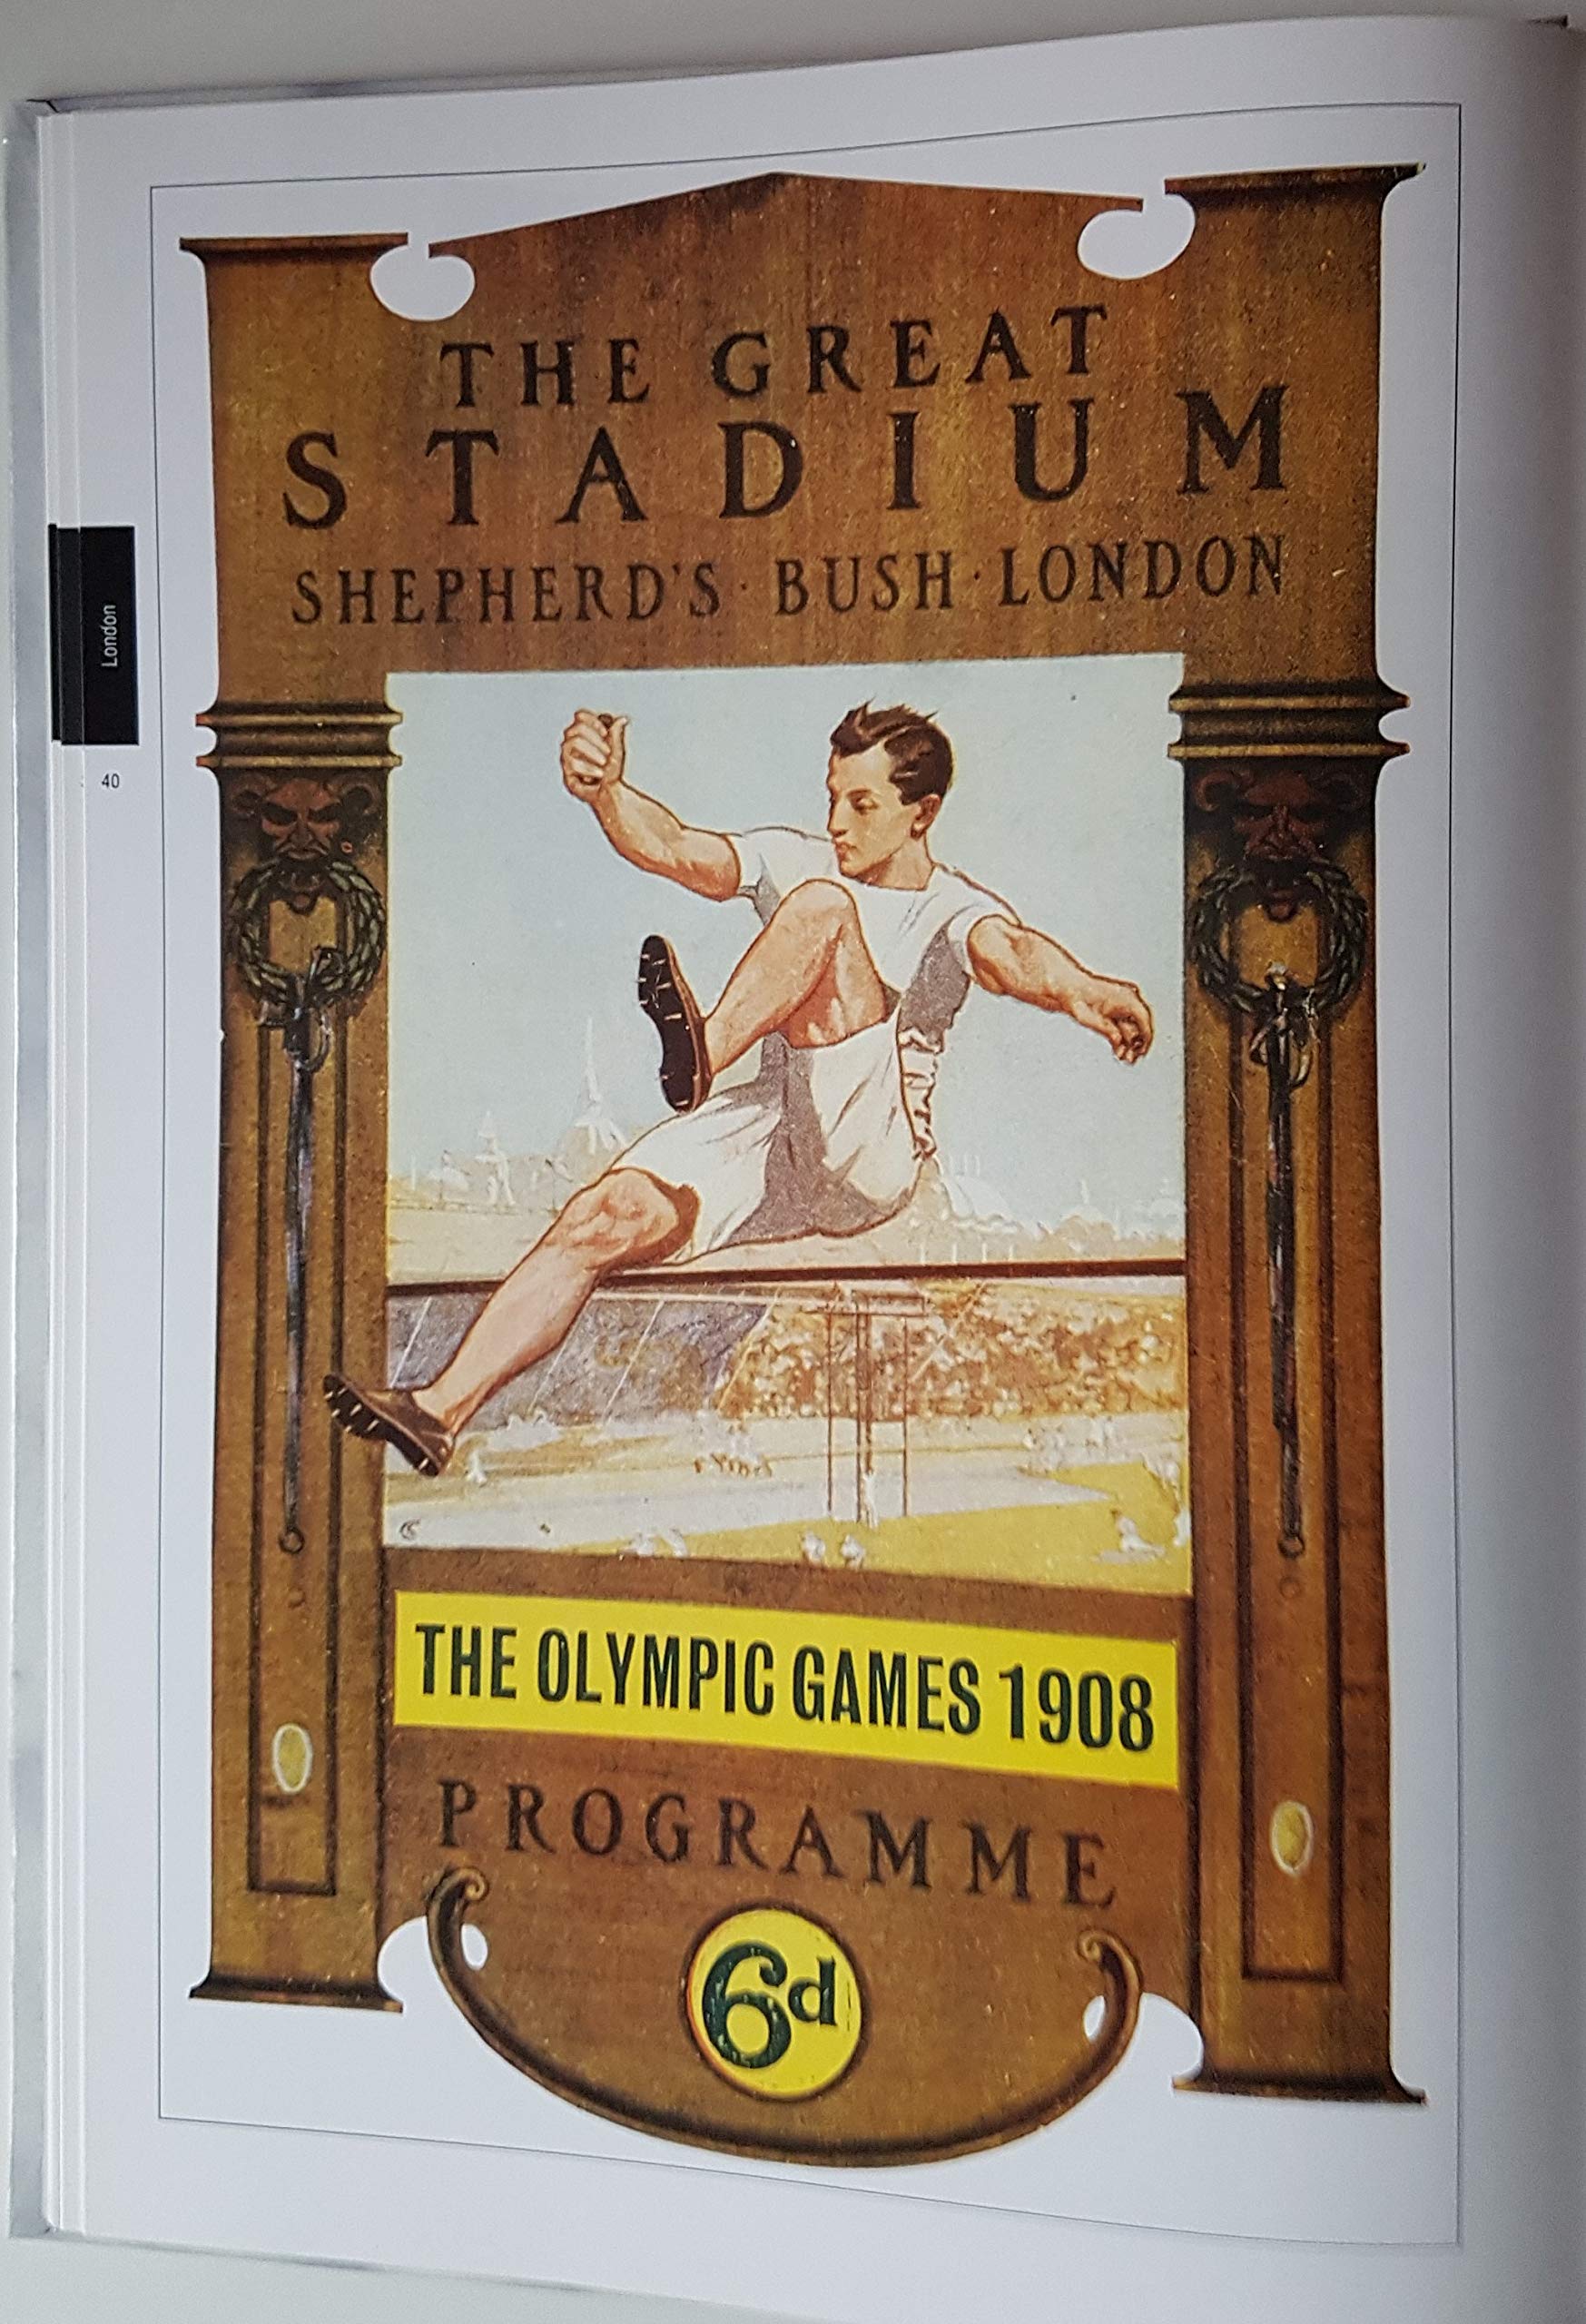 THE GREAT
STADIUM
SHEPHERD'S · BUSH · LONDON
London
40
THE OLYMPIC GAMES 1908
PROGRAMME
6d